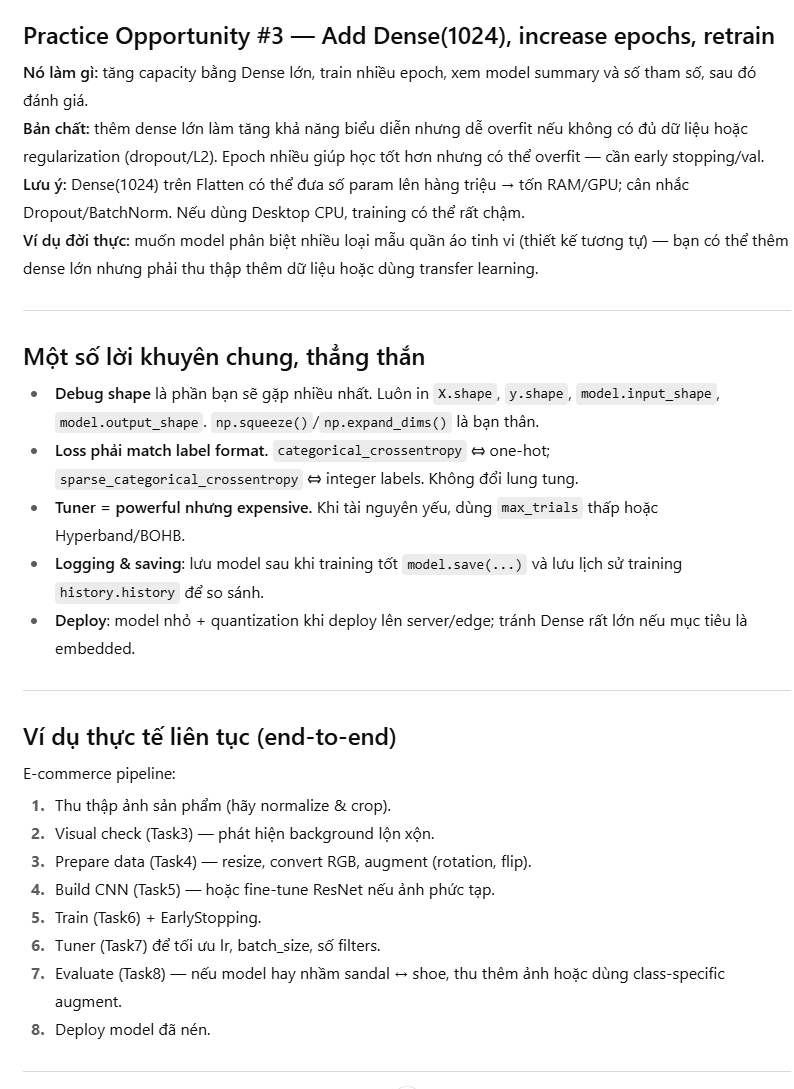 Practice Opportunity #3 — Add Dense(1024), increase epochs, retrain
Nó làm gì: tăng capacity bằng Dense lớn, train nhiều epoch, xem model summary và số tham số, sau đó
đánh giá.
Bản chất: thêm dense lớn làm tăng khả năng biểu diễn nhưng dễ overfit nếu không có đủ dữ liệu hoặc
regularization (dropout/L2). Epoch nhiều giúp học tốt hơn nhưng có thể overfit — cần early stopping/val.
Lưu ý: Dense(1024) trên Flatten có thể đưa số param lên hàng triệu → tốn RAM/GPU; cân nhắc
Dropout/BatchNorm. Nếu dùng Desktop CPU, training có thể rất chậm.
Ví dụ đời thực: muốn model phân biệt nhiều loại mẫu quần áo tinh vi (thiết kế tương tự) — bạn có thể thêm
dense lớn nhưng phải thu thập thêm dữ liệu hoặc dùng transfer learning.
Một số lời khuyên chung, thẳng thắn
• Debug shape là phần bạn sẽ gặp nhiều nhất. Luôn in X.shape, y.shape, model.input_shape,
model.output_shape. np.squeeze()/np.expand_dims() là bạn thân.
• Loss phải match label format. categorical_crossentropy ⇔ one-hot;
sparse_categorical_crossentropy ⇔ integer labels. Không đổi lung tung.
• Tuner = powerful nhưng expensive. Khi tài nguyên yếu, dùng max_trials thấp hoặc
Hyperband/BOHB.
• Logging & saving: lưu model sau khi training tốt model.save(...) và lưu lịch sử training
history.history để so sánh.
• Deploy: model nhỏ + quantization khi deploy lên server/edge; tránh Dense rất lớn nếu mục tiêu là
embedded.
Ví dụ thực tế liên tục (end-to-end)
E-commerce pipeline:
1. Thu thập ảnh sản phẩm (hãy normalize & crop).
2. Visual check (Task3) — phát hiện background lộn xộn.
3. Prepare data (Task4) — resize, convert RGB, augment (rotation, flip).
4. Build CNN (Task5) — hoặc fine-tune ResNet nếu ảnh phức tạp.
5. Train (Task6) + EarlyStopping.
6. Tuner (Task7) để tối ưu lr, batch_size, số filters.
7. Evaluate (Task8) — nếu model hay nhầm sandal ↔ shoe, thu thêm ảnh hoặc dùng class-specific
augment.
8. Deploy model đã nén.